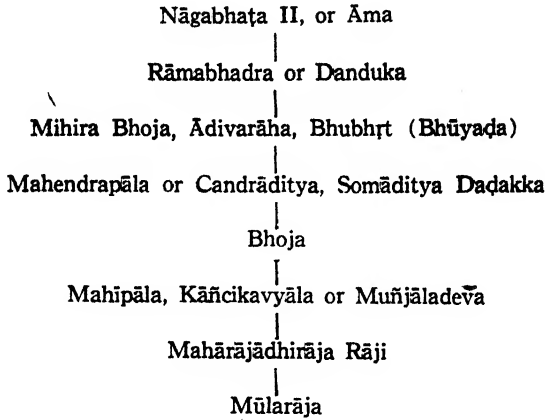 Nāgabhaṭa II, or Āma
Rāmabhadra or Danduka
Mihira Bhoja, Ādivarāha, Bhubhṛt (Bhūyaḍa)
Mahendrapāla or Candrāditya, Somāditya Daḍakka
Bhoja
Mahīpāla, Kāñcikavyāla or Muñjāladeva
Mahārājādhirāja Rāji
Mūlarāja